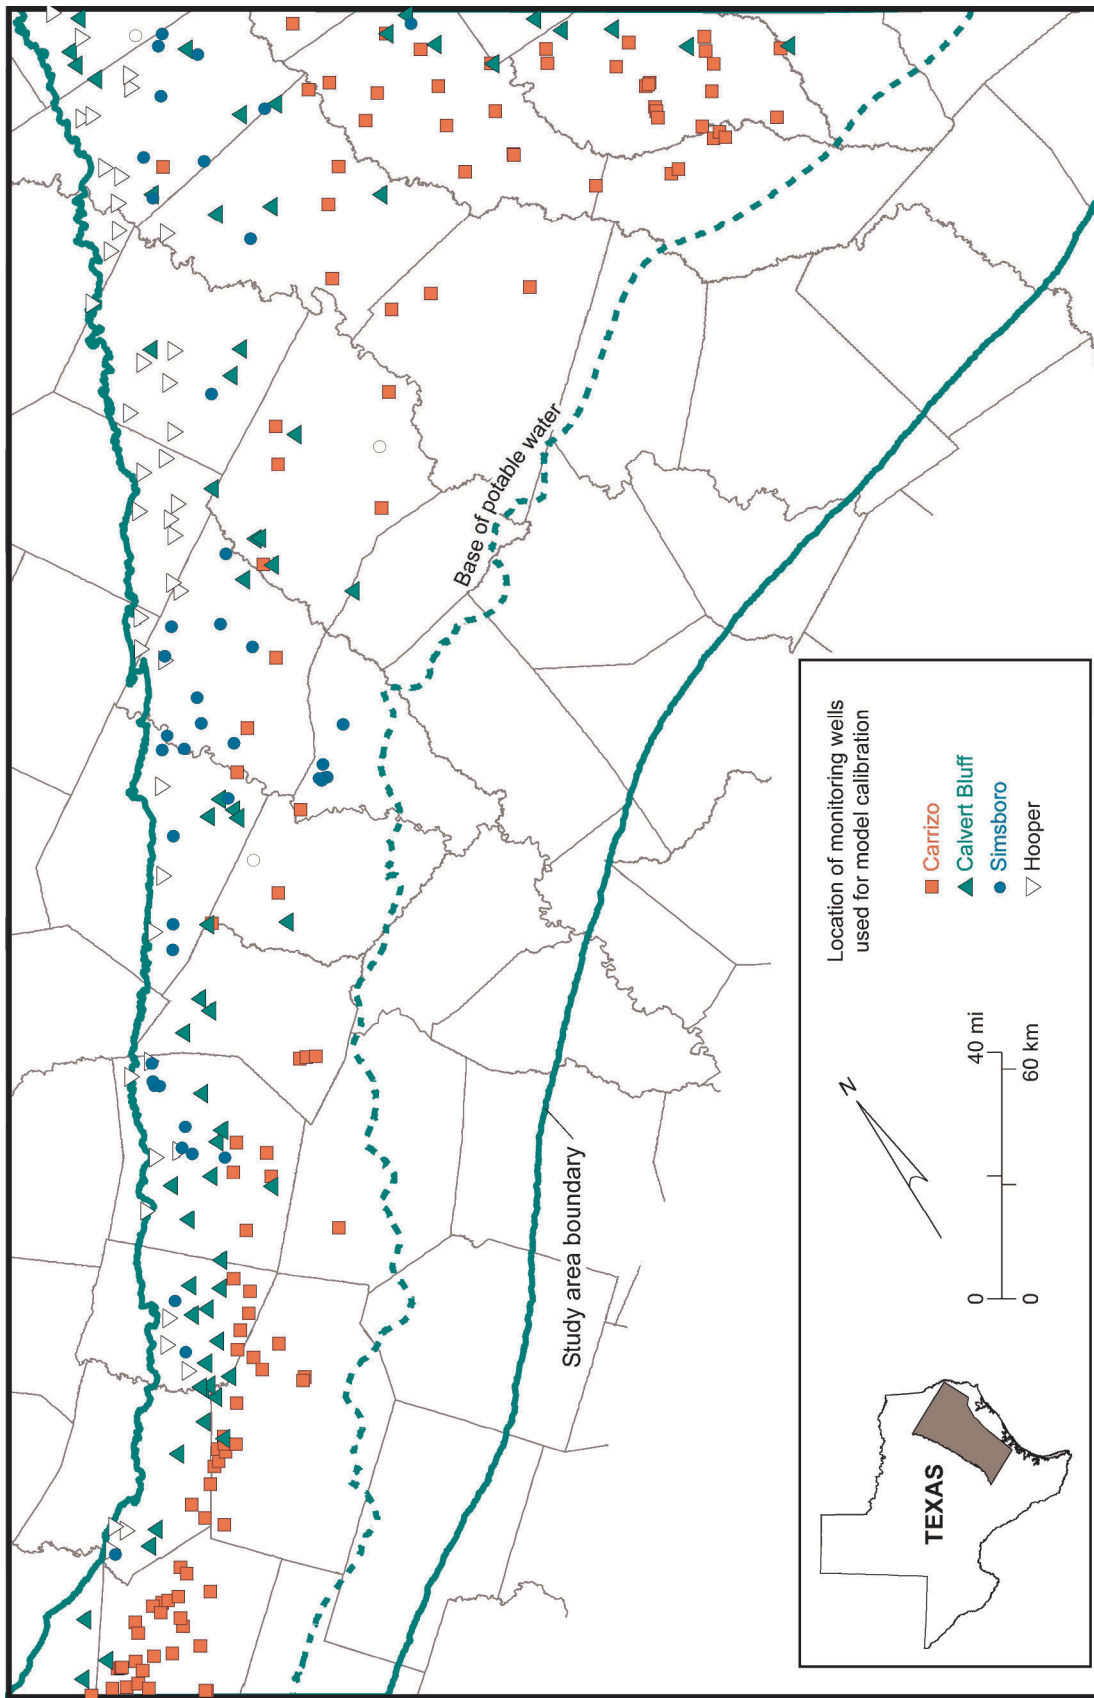 Base of potable water
Study area boundary
Location of monitoring wells
used for model calibration
Carrizo
Calvert Bluff
Simsboro
Hooper
N
0 40 mi
0 60 km
TEXAS